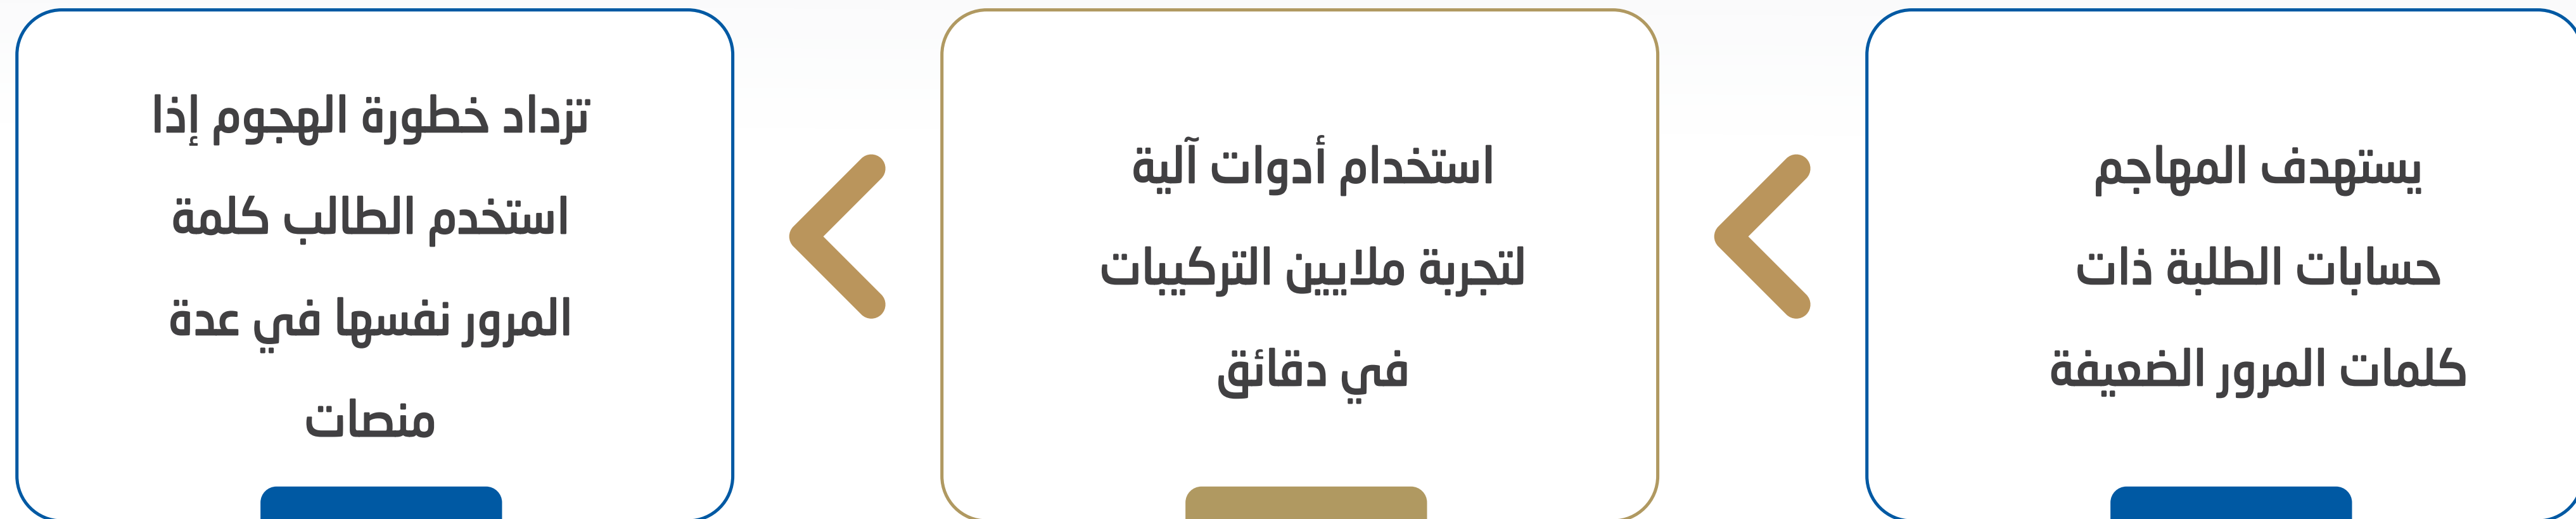 يستهدف المهاجم
حسابات الطلبة ذات
كلمات المرور الضعيفة
استخدام أدوات آلية
لتجربة ملايين التركيبات
في دقائق
تزداد خطورة الهجوم إذا
استخدم الطالب كلمة
المرور نفسها في عدة
منصات